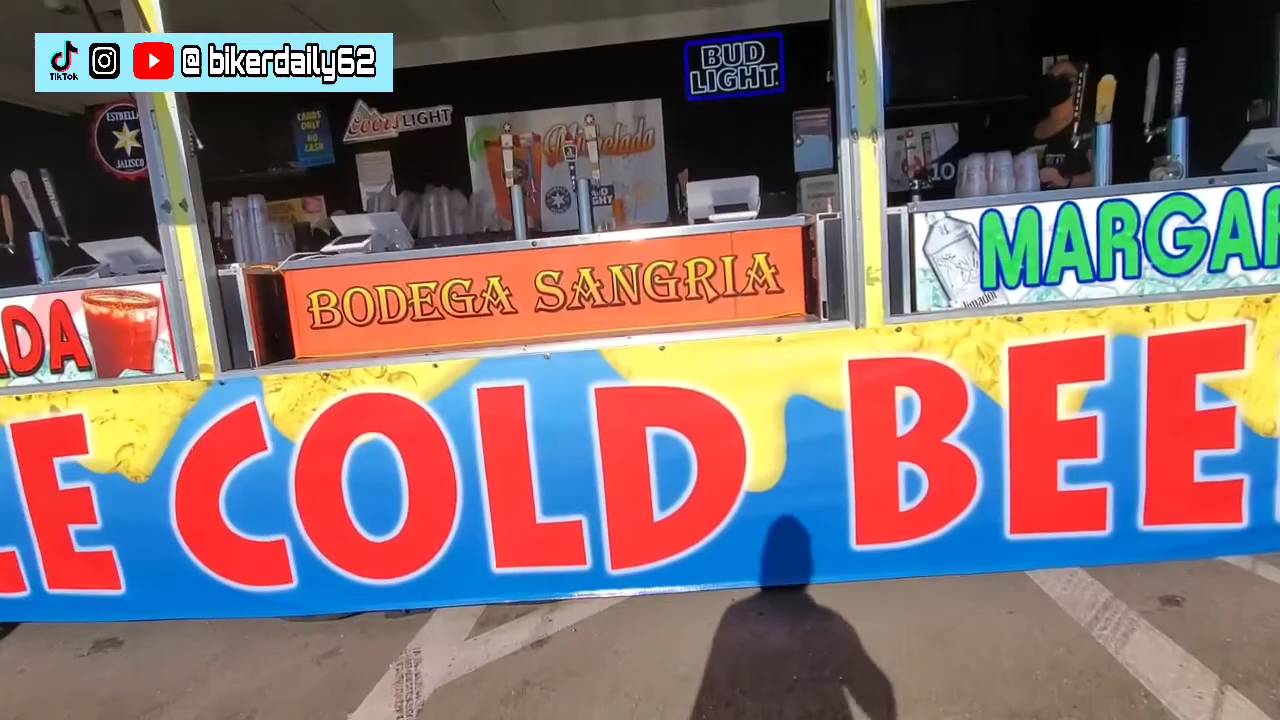 TikTok @bikerdaily62
BUD
LIGHT
Coors LIGHT
CARDS
ONLY
NO
CASH
ESTRELLA
JALISCO
BUD LIGHT
10
MARGAR
BODEGA SANGRIA
ADA
E COLD BEE